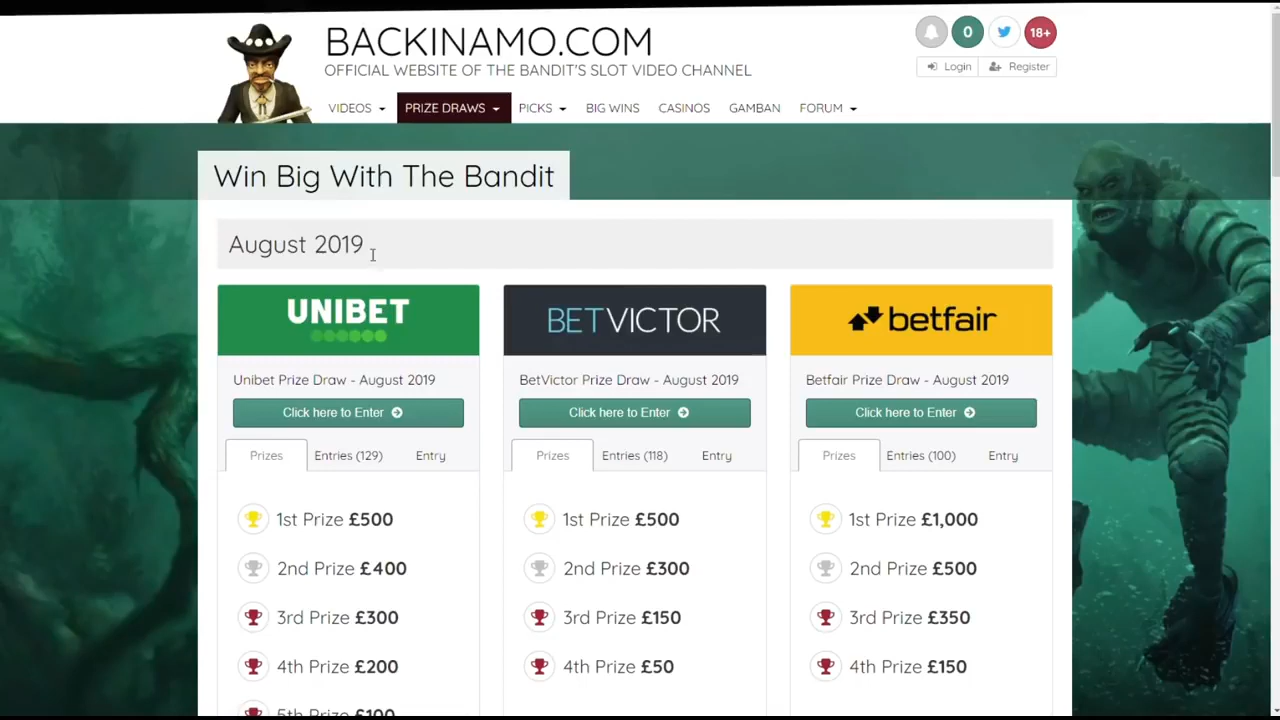 BACKINAMO.COM
OFFICIAL WEBSITE OF THE BANDIT'S SLOT VIDEO CHANNEL
0
18+
Login
Register
VIDEOS
PRIZE DRAWS
PICKS
BIG WINS
CASINOS
GAMBAN
FORUM
Win Big With The Bandit
August 2019
UNIBET
Unibet Prize Draw - August 2019
Click here to Enter
Prizes Entries (129) Entry
1st Prize £500
2nd Prize £400
3rd Prize £300
4th Prize £200
5th Prize £100
BETVICTOR
BetVictor Prize Draw - August 2019
Click here to Enter
Prizes Entries (118) Entry
1st Prize £500
2nd Prize £300
3rd Prize £150
4th Prize £50
betfair
Betfair Prize Draw - August 2019
Click here to Enter
Prizes Entries (100) Entry
1st Prize £1,000
2nd Prize £500
3rd Prize £350
4th Prize £150